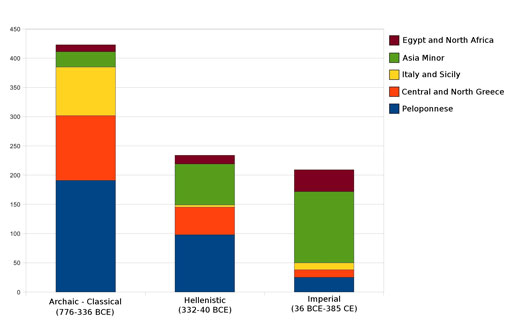 450
400
350
300
250
200
150
100
50
0
Egypt and North Africa
Asia Minor
Italy and Sicily
Central and North Greece
Peloponnese
Archaic - Classical
(776-336 BCE)
Hellenistic
(332-40 BCE)
Imperial
(36 BCE-385 CE)